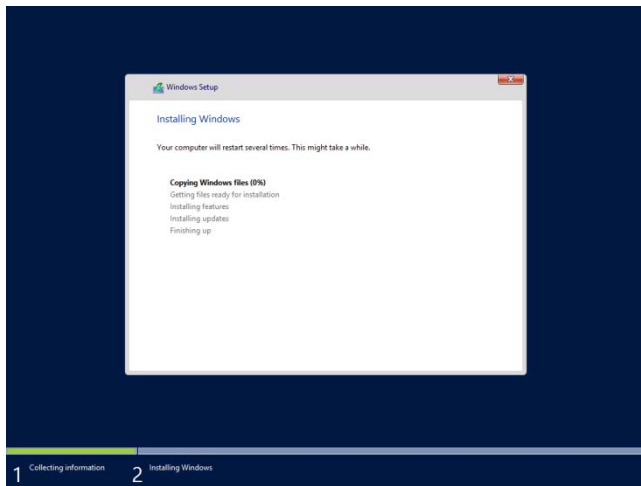 Windows Setup
Installing Windows
Your computer will restart several times. This might take a while.
Copying Windows files (0%)
Getting files ready for installation
Installing features
Installing updates
Finishing up
1 Collecting information
2 Installing Windows